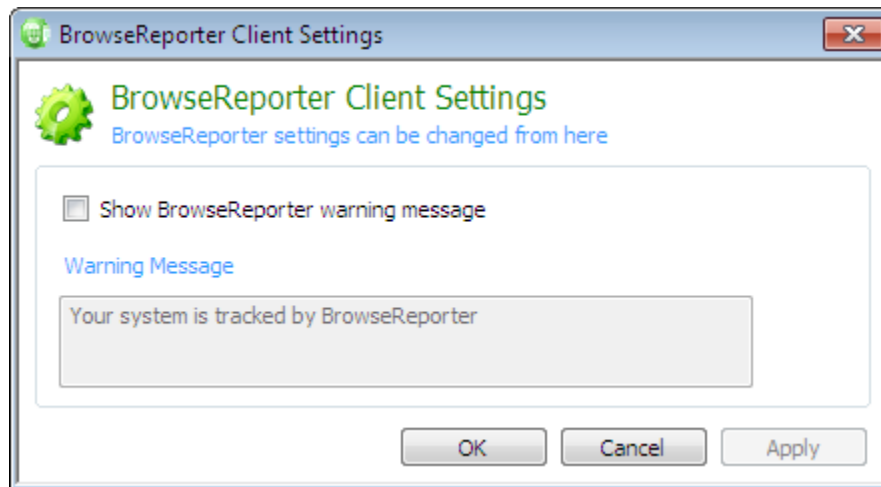 BrowseReporter Client Settings
BrowseReporter Client Settings
BrowseReporter settings can be changed from here
Show BrowseReporter warning message
Warning Message
Your system is tracked by BrowseReporter
OK Cancel Apply